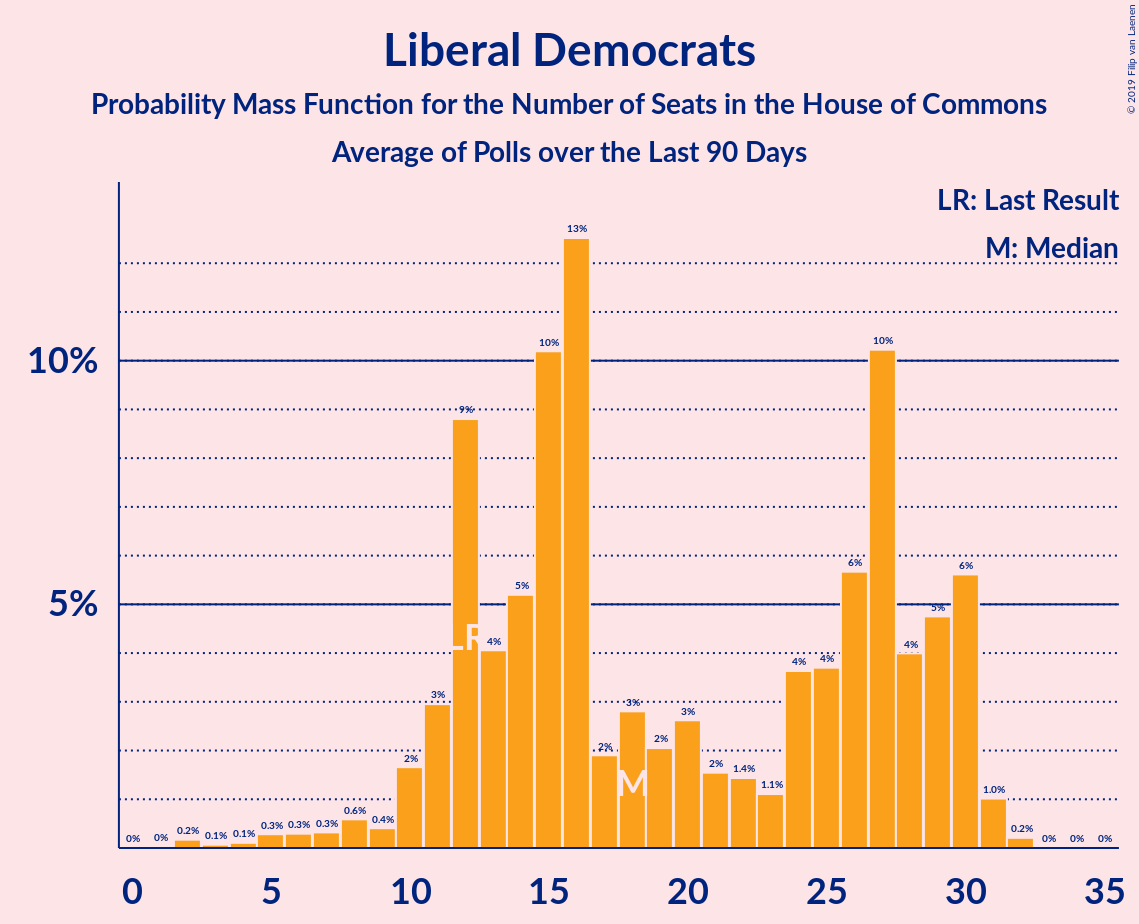 Liberal Democrats
Probability Mass Function for the Number of Seats in the House of Commons
Average of Polls over the Last 90 Days
© 2019 Filip van Laenen
LR: Last Result
M: Median
10%
5%
0% 0% 0.2% 0.1% 0.1% 0.3% 0.3% 0.3% 0.6% 0.4% 2% 3% 9% 4% 5% 10% 13% 2% 3% 2% 3% 2% 1.4% 1.1% 4% 4% 6% 10% 4% 5% 6% 1.0% 0.2% 0% 0% 0%
LR
M
0 5 10 15 20 25 30 35